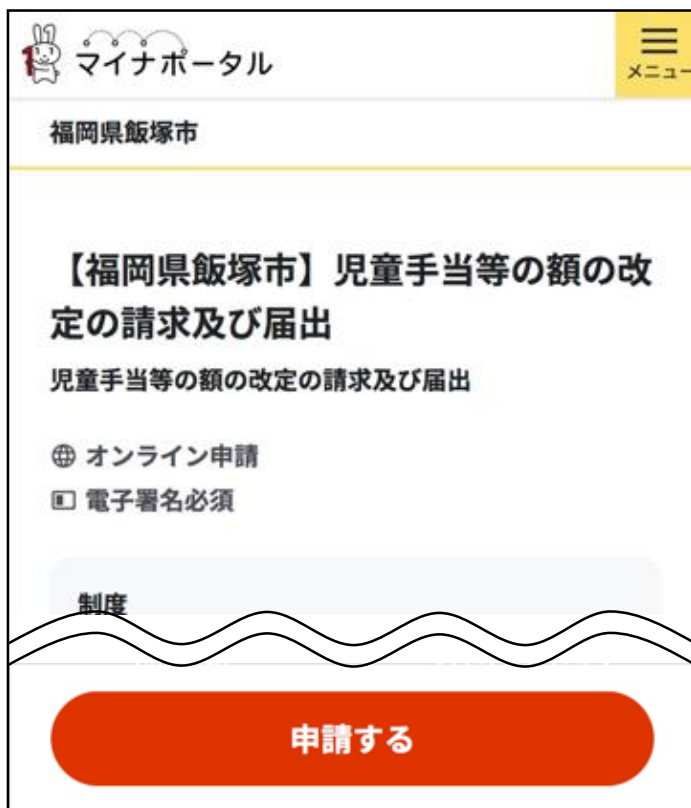 マイナポータル
メニュー
福岡県飯塚市
【福岡県飯塚市】児童手当等の額の改
定の請求及び届出
児童手当等の額の改定の請求及び届出
オンライン申請
電子署名必須
制度
申請する